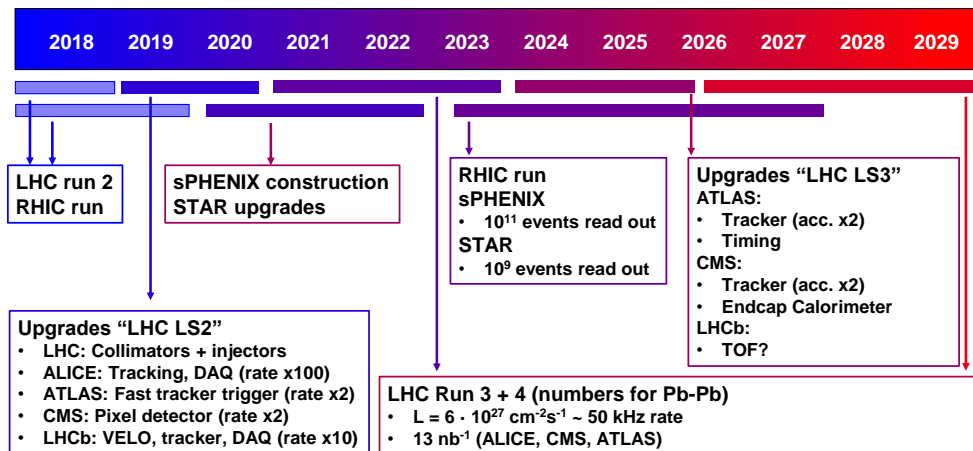 2018 2019 2020 2021 2022 2023 2024 2025 2026 2027 2028 2029
LHC run 2
RHIC run
sPHENIX construction
STAR upgrades
RHIC run
sPHENIX
• 10¹¹ events read out
STAR
• 10⁹ events read out
Upgrades “LHC LS3”
ATLAS:
• Tracker (acc. x2)
• Timing
CMS:
• Tracker (acc. x2)
• Endcap Calorimeter
LHCb:
• TOF?
Upgrades “LHC LS2”
• LHC: Collimators + injectors
• ALICE: Tracking, DAQ (rate x100)
• ATLAS: Fast tracker trigger (rate x2)
• CMS: Pixel detector (rate x2)
• LHCb: VELO, tracker, DAQ (rate x10)
LHC Run 3 + 4 (numbers for Pb-Pb)
• L = 6 · 10²⁷ cm⁻²s⁻¹ ~ 50 kHz rate
• 13 nb⁻¹ (ALICE, CMS, ATLAS)